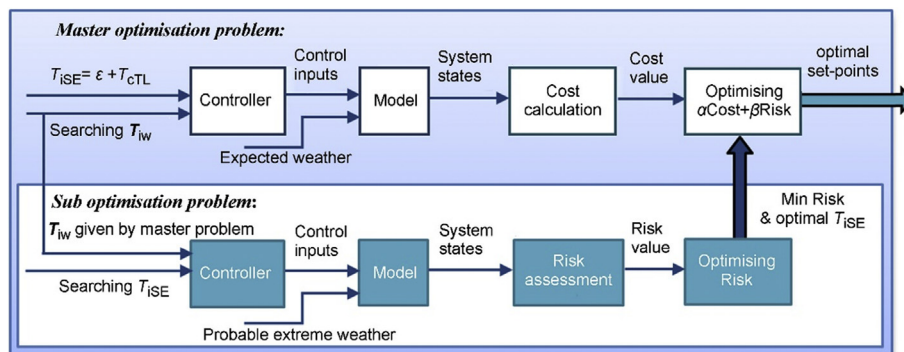 Master optimisation problem:
TiSE= ε +TcTL
Searching Tiw
Controller
Control
inputs
Expected weather
Model
System
states
Cost
calculation
Cost
value
Optimising
αCost+βRisk
optimal
set-points
Sub optimisation problem:
Tiw given by master problem
Searching TiSE
Controller
Control
inputs
Probable extreme weather
Model
System
states
Risk
assessment
Risk
value
Optimising
Risk
Min Risk
& optimal TiSE